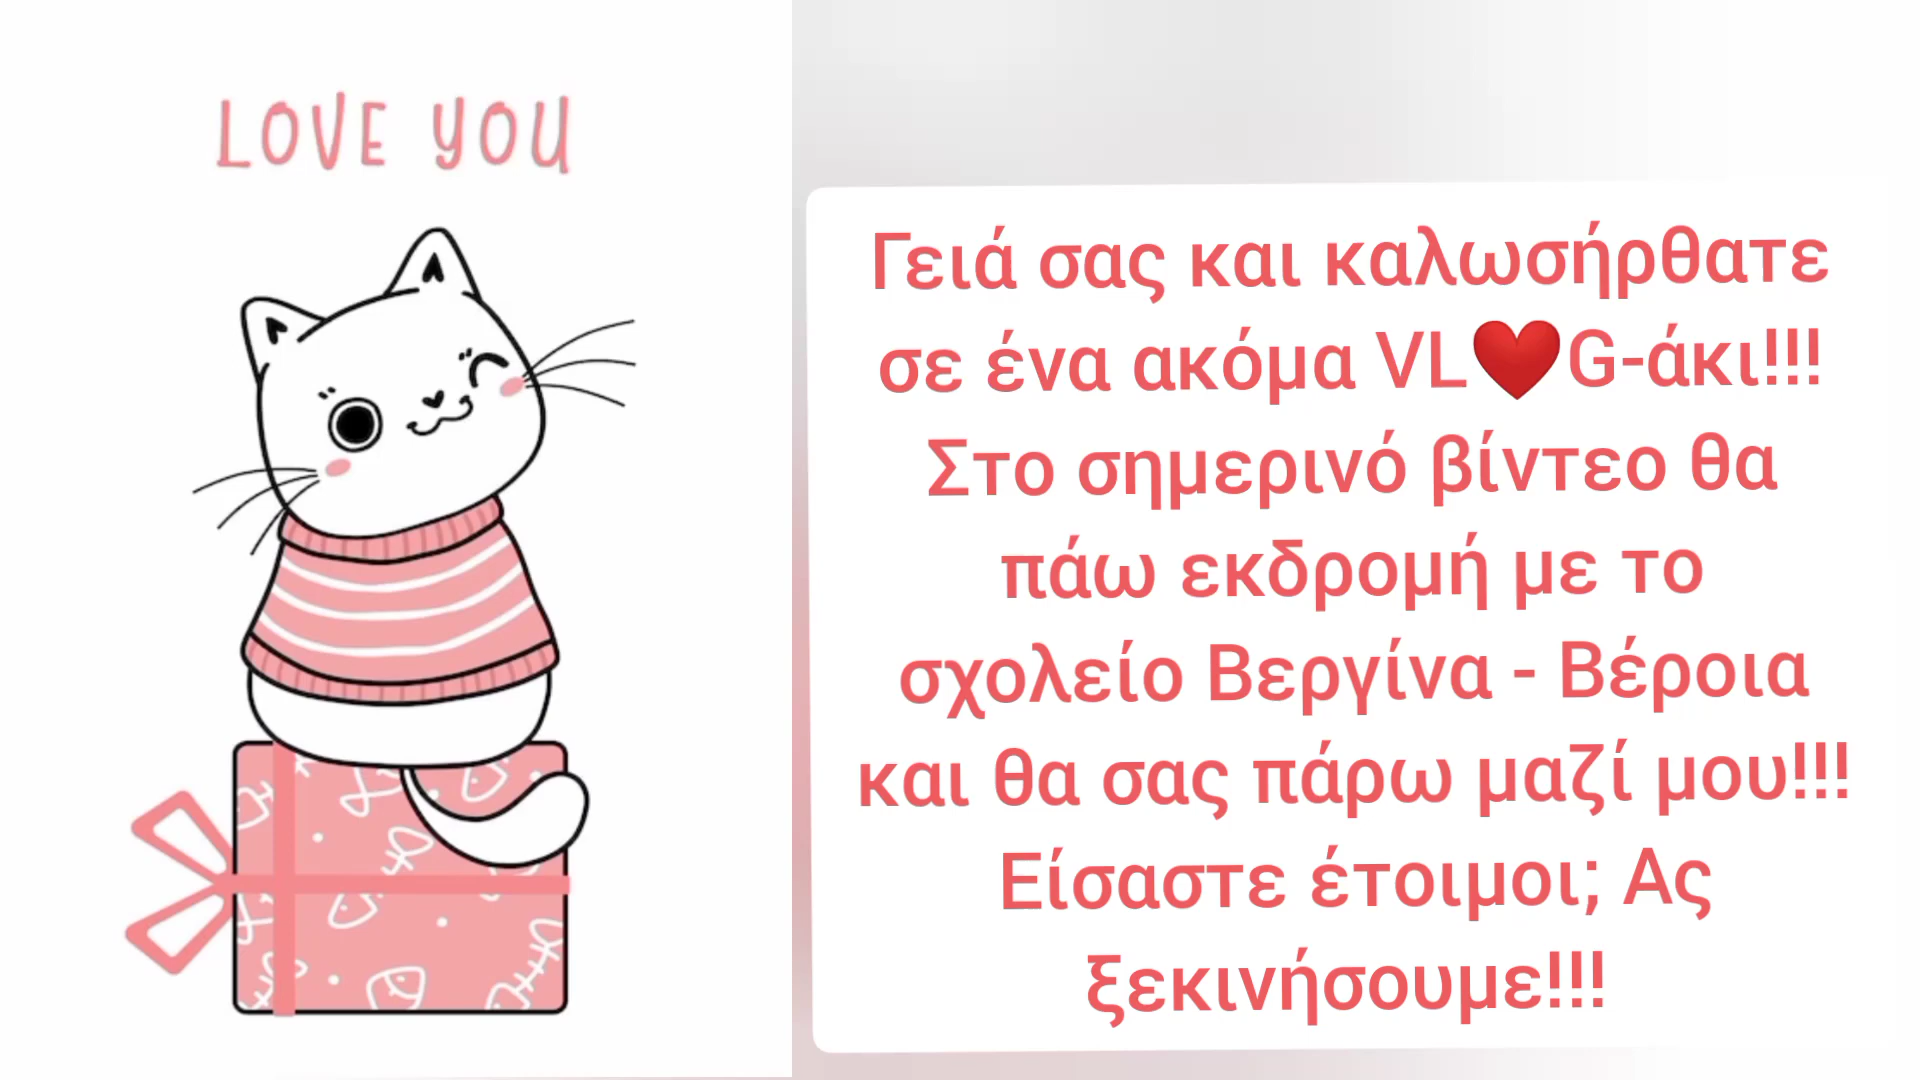 LOVE YOU
Γειά σας και καλωσήρθατε
σε ένα ακόμα VL❤️G-άκι!!!
Στο σημερινό βίντεο θα
πάω εκδρομή με το
σχολείο Βεργίνα - Βέροια
και θα σας πάρω μαζί μου!!!
Είσαστε έτοιμοι; Ας
ξεκινήσουμε!!!